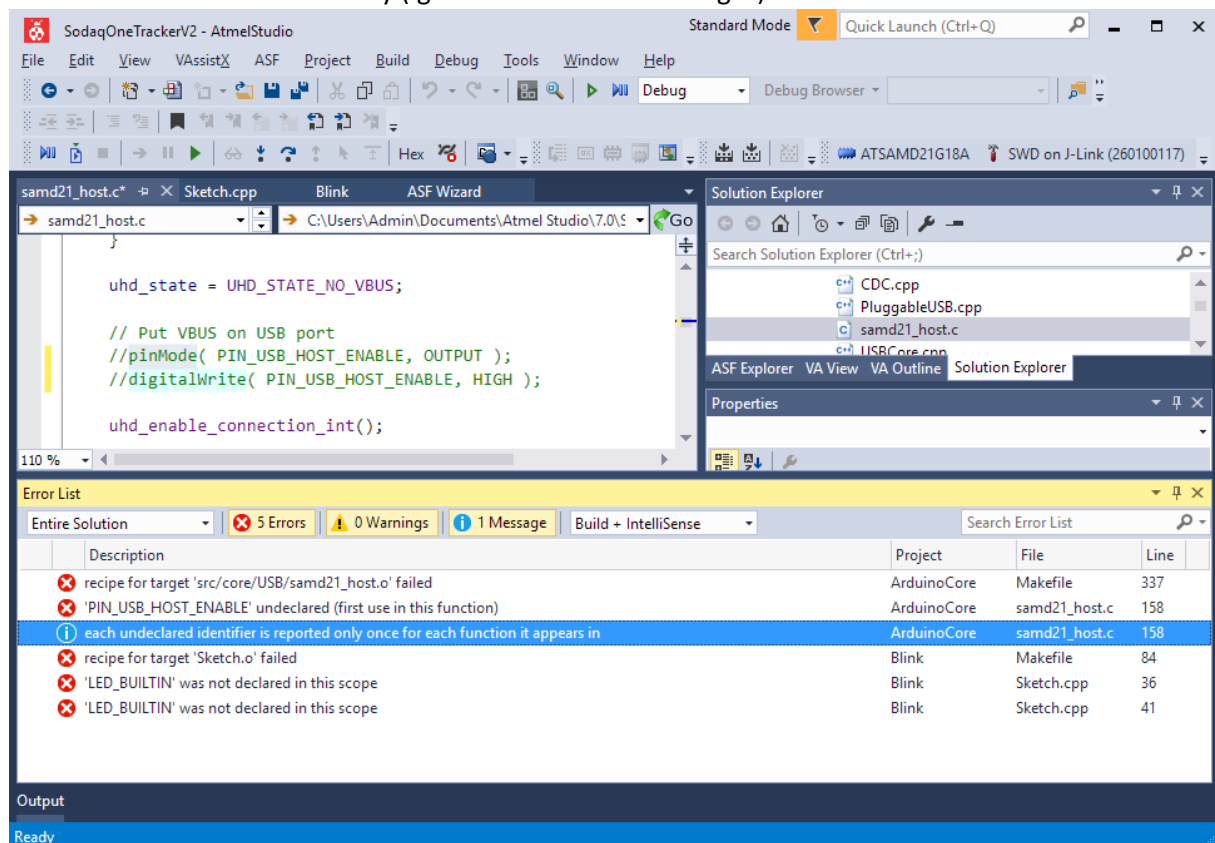 SodaqOneTrackerV2 - AtmelStudio
Standard Mode
Quick Launch (Ctrl+Q)
File Edit View VAssistX ASF Project Build Debug Tools Window Help
Debug Debug Browser
Hex ATSAMD21G18A SWD on J-Link (260100117)
samd21_host.c* Sketch.cpp Blink ASF Wizard
samd21_host.c C:\Users\Admin\Documents\Atmel Studio\7.0\S Go
}
uhd_state = UHD_STATE_NO_VBUS;
// Put VBUS on USB port
//pinMode( PIN_USB_HOST_ENABLE, OUTPUT );
//digitalWrite( PIN_USB_HOST_ENABLE, HIGH );
uhd_enable_connection_int();
110 %
Solution Explorer
Search Solution Explorer (Ctrl+;)
CDC.cpp
PluggableUSB.cpp
samd21_host.c
USBCore.cpp
ASF Explorer VA View VA Outline Solution Explorer
Properties
Error List
Entire Solution 5 Errors 0 Warnings 1 Message Build + IntelliSense Search Error List
Description Project File Line
recipe for target 'src/core/USB/samd21_host.o' failed ArduinoCore Makefile 337
'PIN_USB_HOST_ENABLE' undeclared (first use in this function) ArduinoCore samd21_host.c 158
each undeclared identifier is reported only once for each function it appears in ArduinoCore samd21_host.c 158
recipe for target 'Sketch.o' failed Blink Makefile 84
'LED_BUILTIN' was not declared in this scope Blink Sketch.cpp 36
'LED_BUILTIN' was not declared in this scope Blink Sketch.cpp 41
Output
Ready